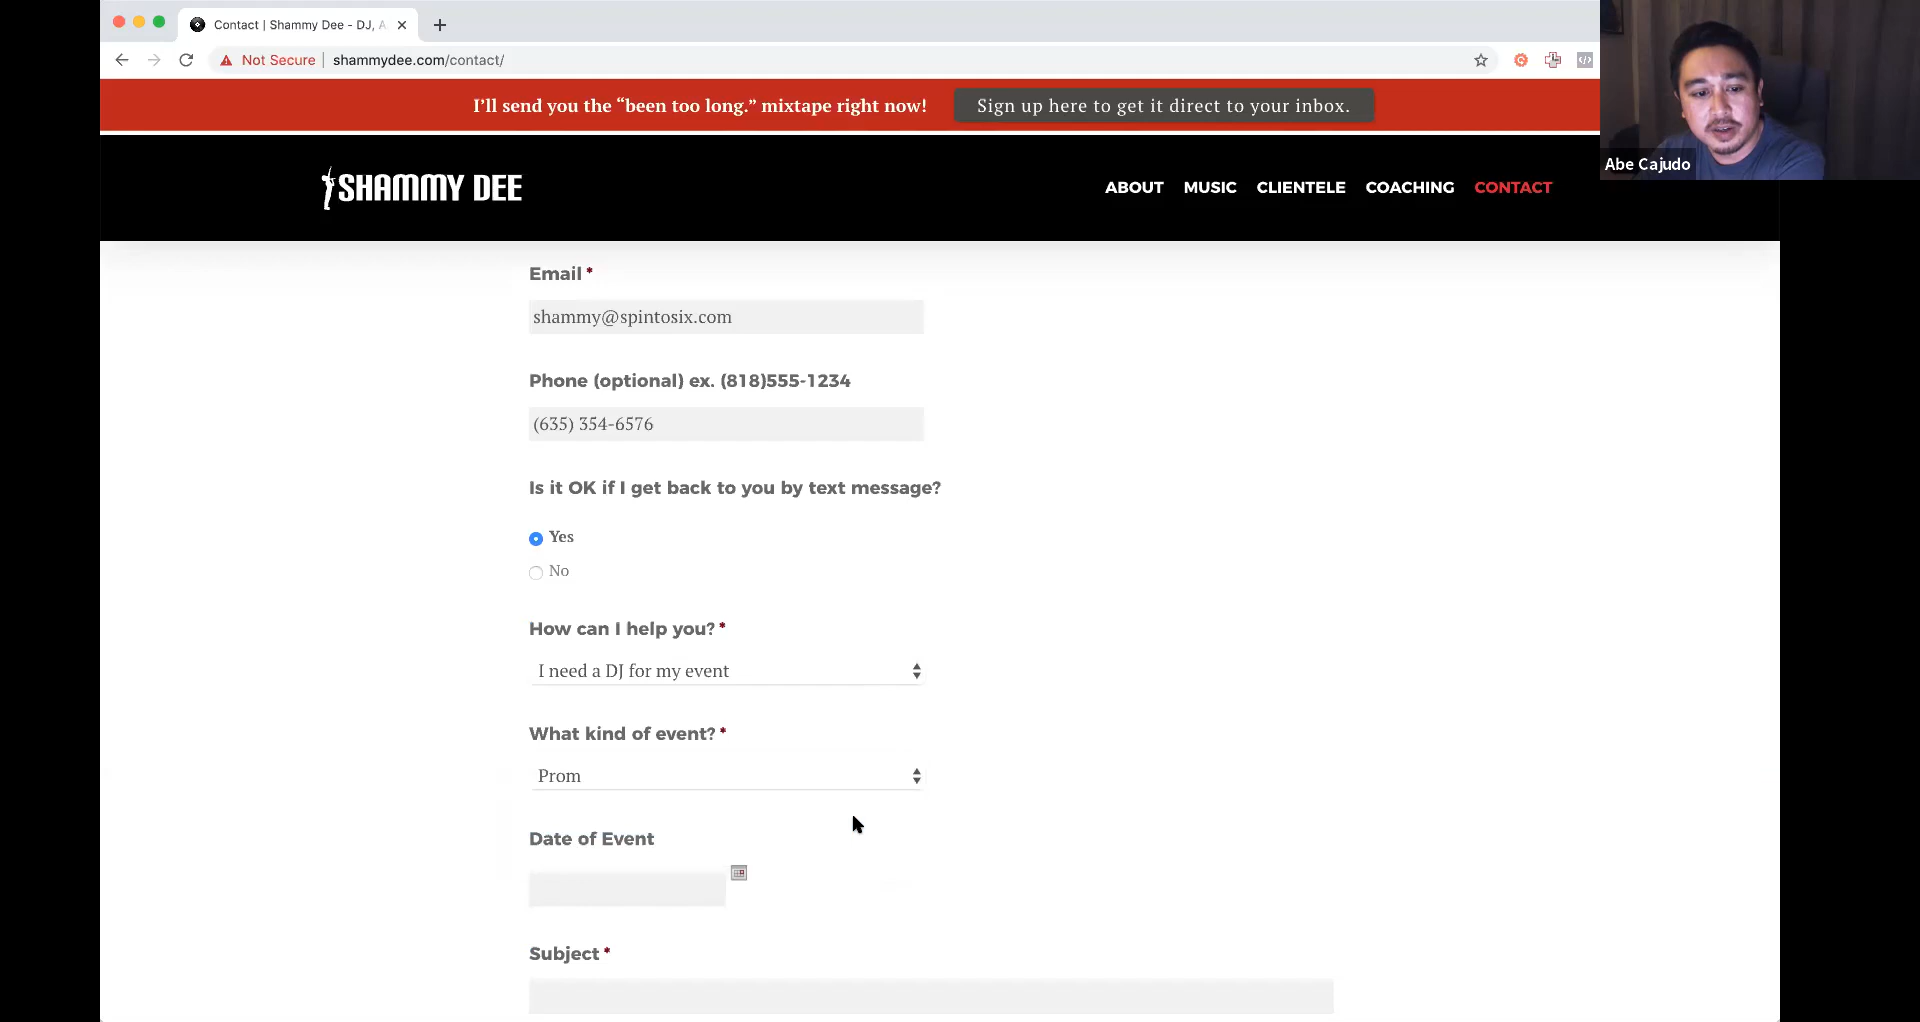 Contact | Shammy Dee - DJ, A
Not Secure | shammydee.com/contact/
I'll send you the “been too long.” mixtape right now!
Sign up here to get it direct to your inbox.
Abe Cajudo
SHAMMY DEE
ABOUT MUSIC CLIENTELE COACHING CONTACT
Email *
shammy@spintosix.com
Phone (optional) ex. (818)555-1234
(635) 354-6576
Is it OK if I get back to you by text message?
Yes
No
How can I help you? *
I need a DJ for my event
What kind of event? *
Prom
Date of Event
Subject *